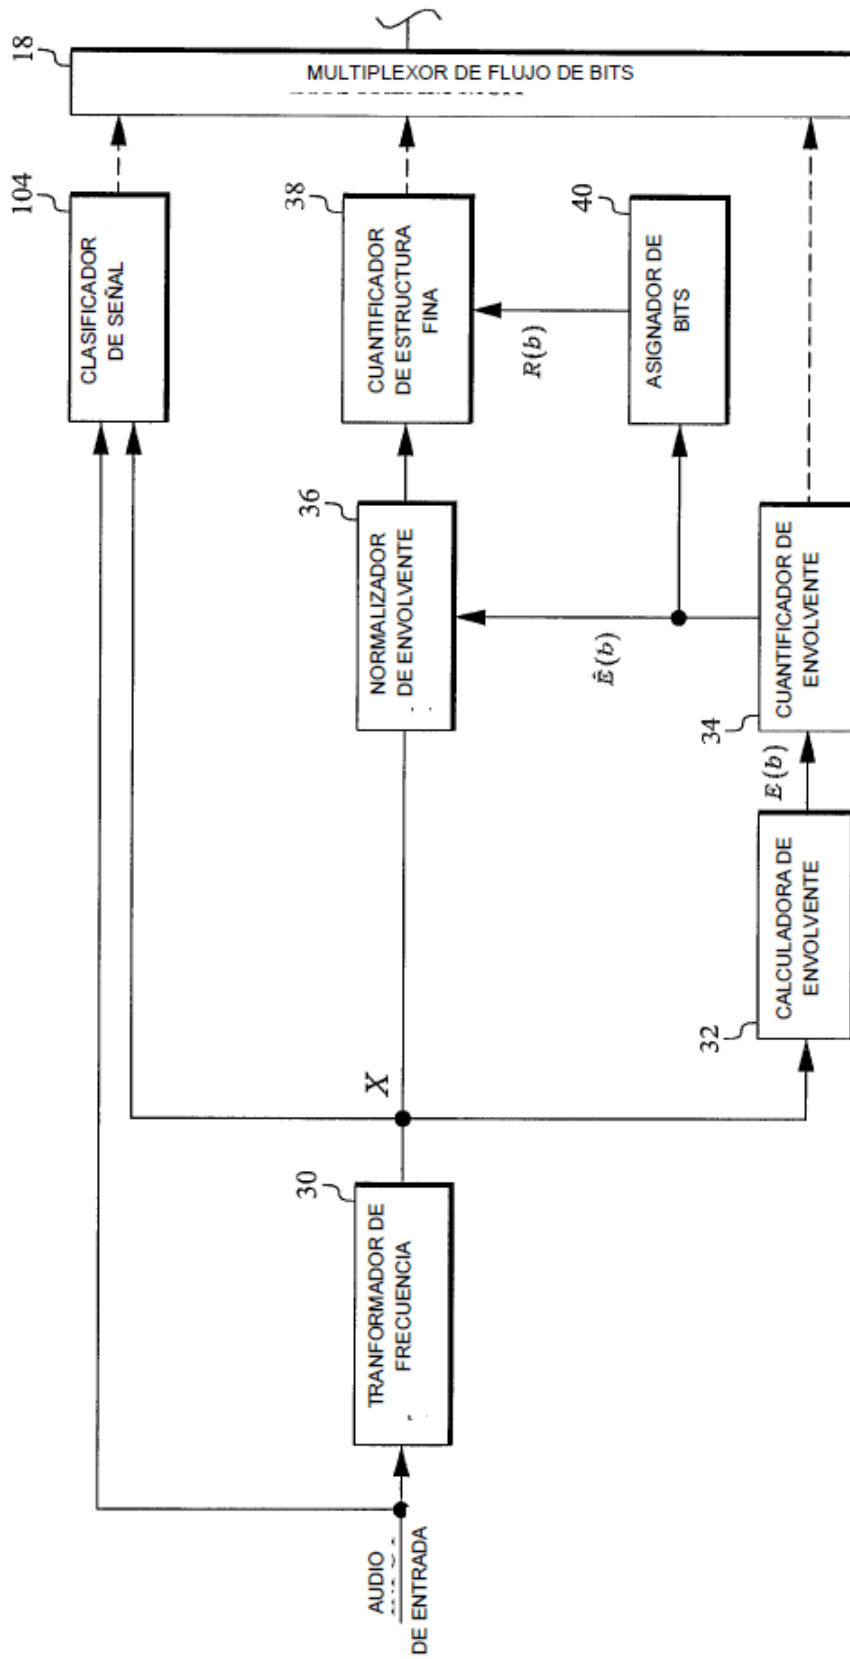 18
MULTIPLEXOR DE FLUJO DE BITS
104
CLASIFICADOR
DE SEÑAL
38
CUANTIFICADOR
DE ESTRUCTURA
FINA
40
ASIGNADOR DE
BITS
R(b)
36
NORMALIZADOR
DE ENVOLVENTE
Ê(b)
34
CUANTIFICADOR DE
ENVOLVENTE
E(b)
32
CALCULADORA DE
ENVOLVENTE
X
30
TRANFORMADOR DE
FRECUENCIA
AUDIO
DE ENTRADA